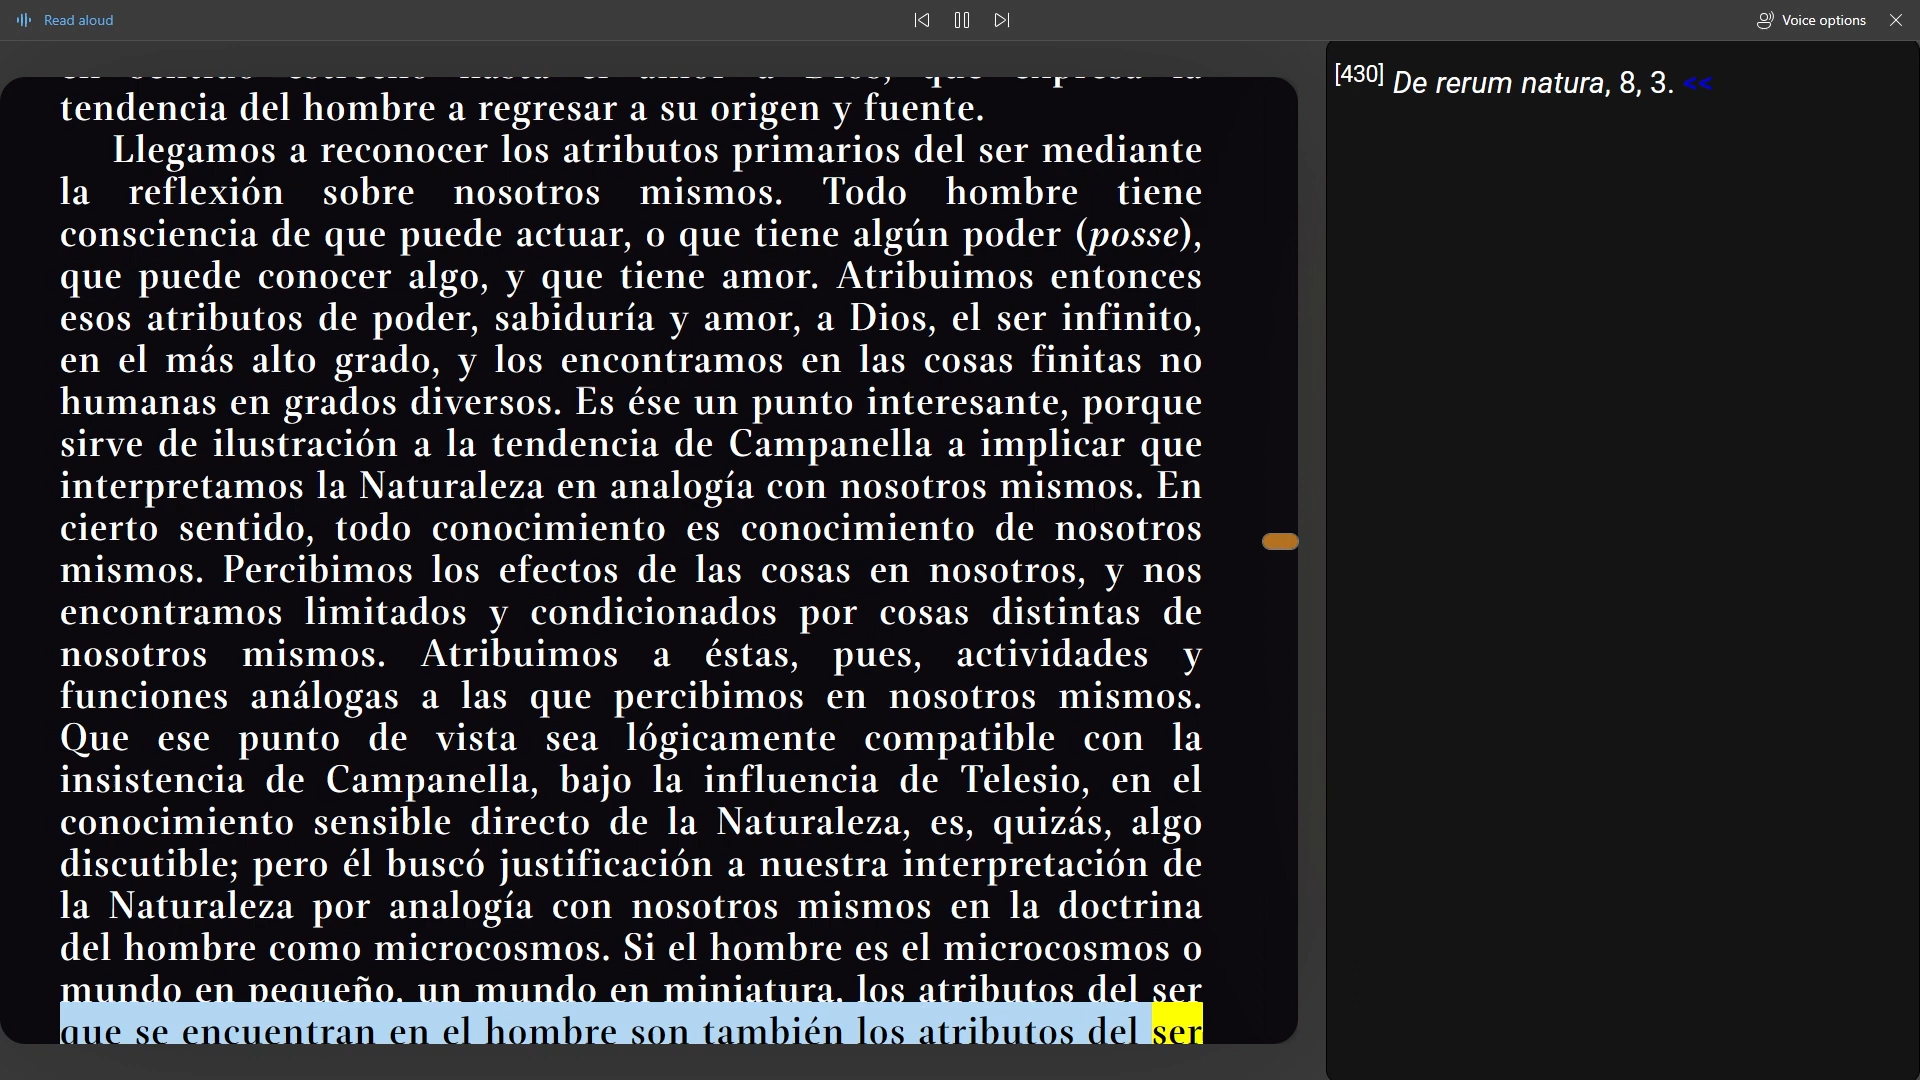 Read aloud
Voice options
en sentido estrecho hasta el amor a Dios, que expresa la
tendencia del hombre a regresar a su origen y fuente.
Llegamos a reconocer los atributos primarios del ser mediante
la reflexión sobre nosotros mismos. Todo hombre tiene
consciencia de que puede actuar, o que tiene algún poder (posse),
que puede conocer algo, y que tiene amor. Atribuimos entonces
esos atributos de poder, sabiduría y amor, a Dios, el ser infinito,
en el más alto grado, y los encontramos en las cosas finitas no
humanas en grados diversos. Es ése un punto interesante, porque
sirve de ilustración a la tendencia de Campanella a implicar que
interpretamos la Naturaleza en analogía con nosotros mismos. En
cierto sentido, todo conocimiento es conocimiento de nosotros
mismos. Percibimos los efectos de las cosas en nosotros, y nos
encontramos limitados y condicionados por cosas distintas de
nosotros mismos. Atribuimos a éstas, pues, actividades y
funciones análogas a las que percibimos en nosotros mismos.
Que ese punto de vista sea lógicamente compatible con la
insistencia de Campanella, bajo la influencia de Telesio, en el
conocimiento sensible directo de la Naturaleza, es, quizás, algo
discutible; pero él buscó justificación a nuestra interpretación de
la Naturaleza por analogía con nosotros mismos en la doctrina
del hombre como microcosmos. Si el hombre es el microcosmos o
mundo en pequeño, un mundo en miniatura, los atributos del ser
que se encuentran en el hombre son también los atributos del ser
[430] De rerum natura, 8, 3. <<